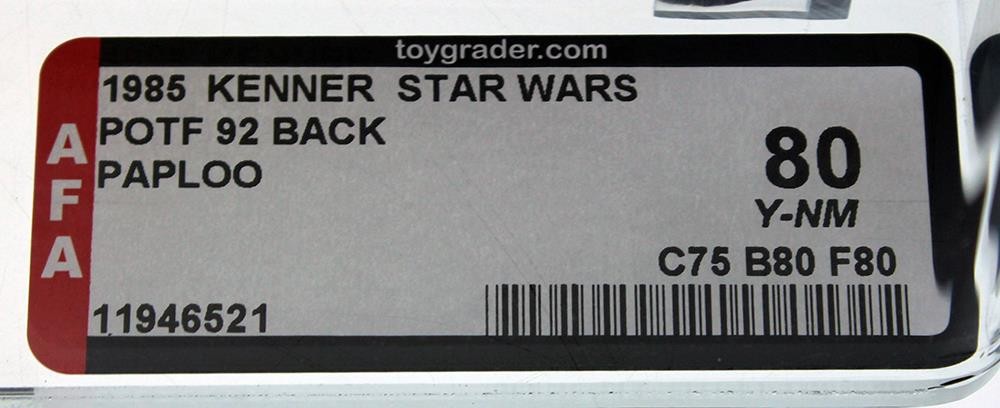 toygrader.com
AFA
1985 KENNER STAR WARS
POTF 92 BACK
PAPLOO
80
Y-NM
C75 B80 F80
11946521